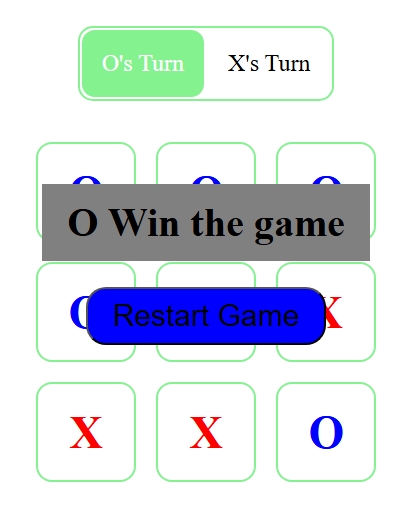 O's Turn X's Turn
O O O
O Win the game
O X
Restart Game
X X O